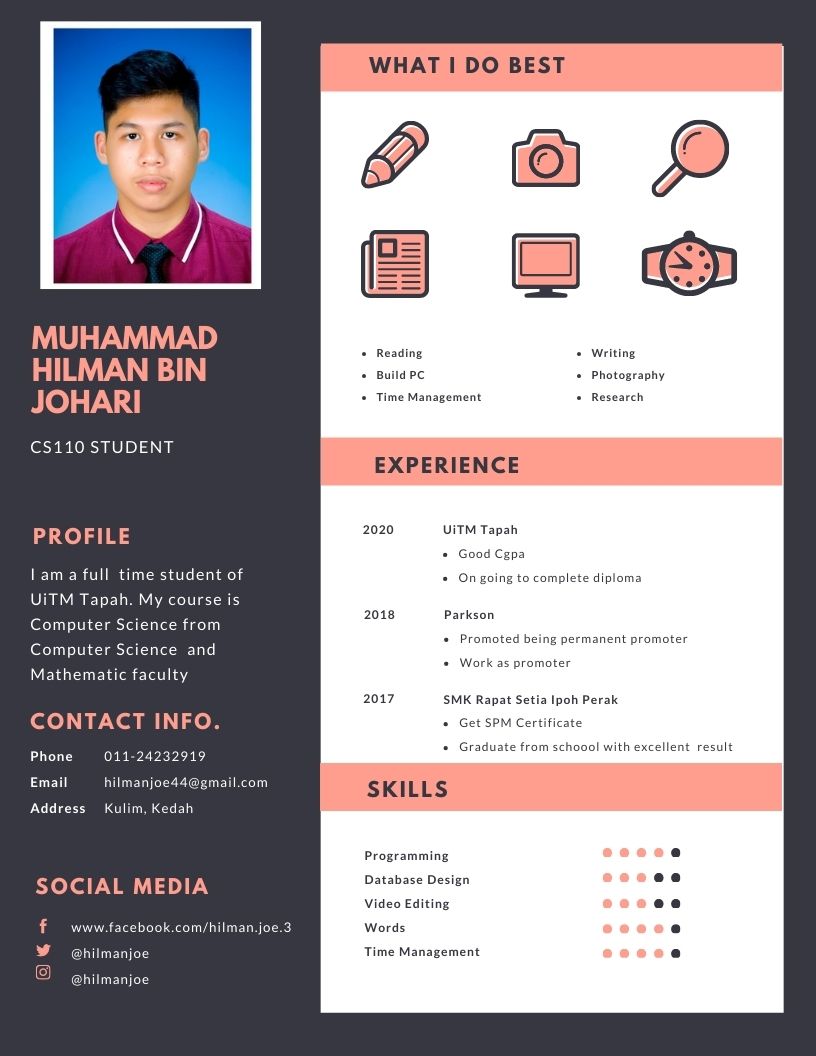 MUHAMMAD
HILMAN BIN
JOHARI
CS110 STUDENT
PROFILE
I am a full time student of
UiTM Tapah. My course is
Computer Science from
Computer Science and
Mathematic faculty
CONTACT INFO.
Phone 011-24232919
Email hilmanjoe44@gmail.com
Address Kulim, Kedah
SOCIAL MEDIA
www.facebook.com/hilman.joe.3
@hilmanjoe
@hilmanjoe
WHAT I DO BEST
• Reading
• Build PC
• Time Management
• Writing
• Photography
• Research
EXPERIENCE
2020 UiTM Tapah
• Good Cgpa
• On going to complete diploma
2018 Parkson
• Promoted being permanent promoter
• Work as promoter
2017 SMK Rapat Setia Ipoh Perak
• Get SPM Certificate
• Graduate from schoool with excellent result
SKILLS
Programming
Database Design
Video Editing
Words
Time Management